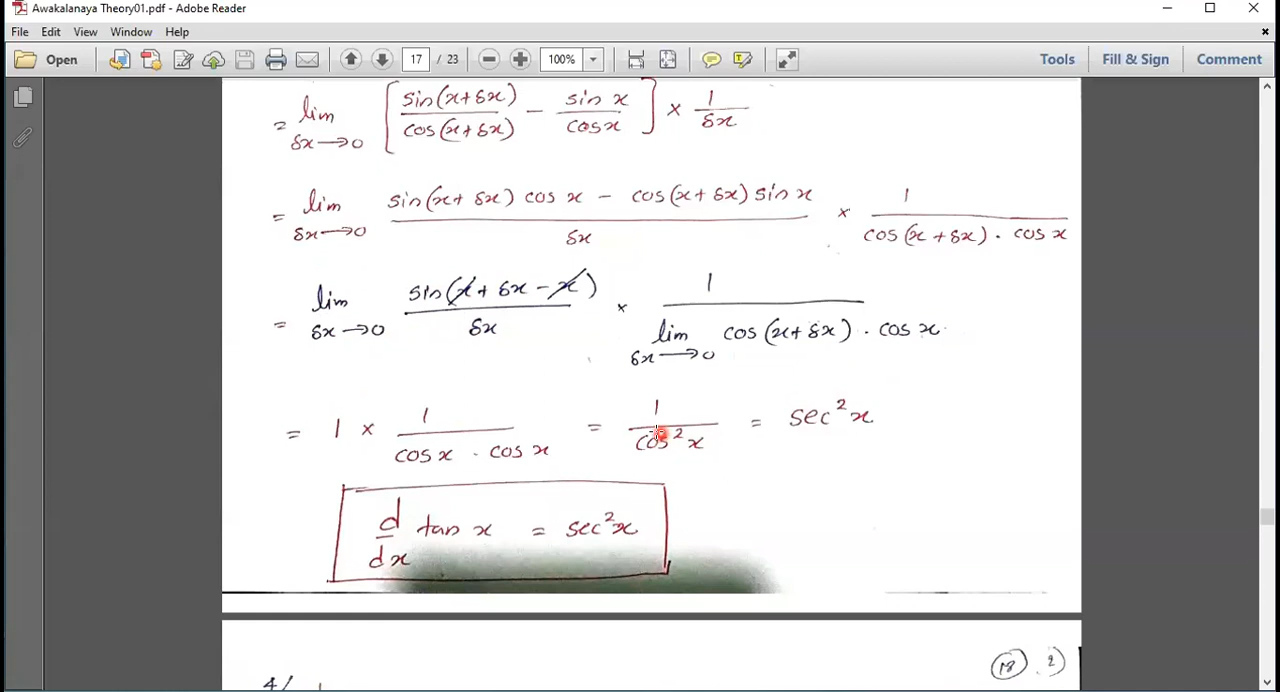 Awakalanaya Theory01.pdf - Adobe Reader
File Edit View Window Help
Open 17 / 23 100% Tools Fill & Sign Comment
= lim δx→0 [ sin(x+δx)/cos(x+δx) − sin x/cos x ] × 1/δx
= lim δx→0 sin(x+δx) cos x − cos(x+δx) sin x / δx × 1/cos(x+δx) . cos x
= lim δx→0 sin(x+δx−x)/δx × 1 / lim δx→0 cos(x+δx) . cos x
= 1 × 1/cos x . cos x = 1/cos²x = sec²x
d/dx tan x = sec²x
18 2)
4/